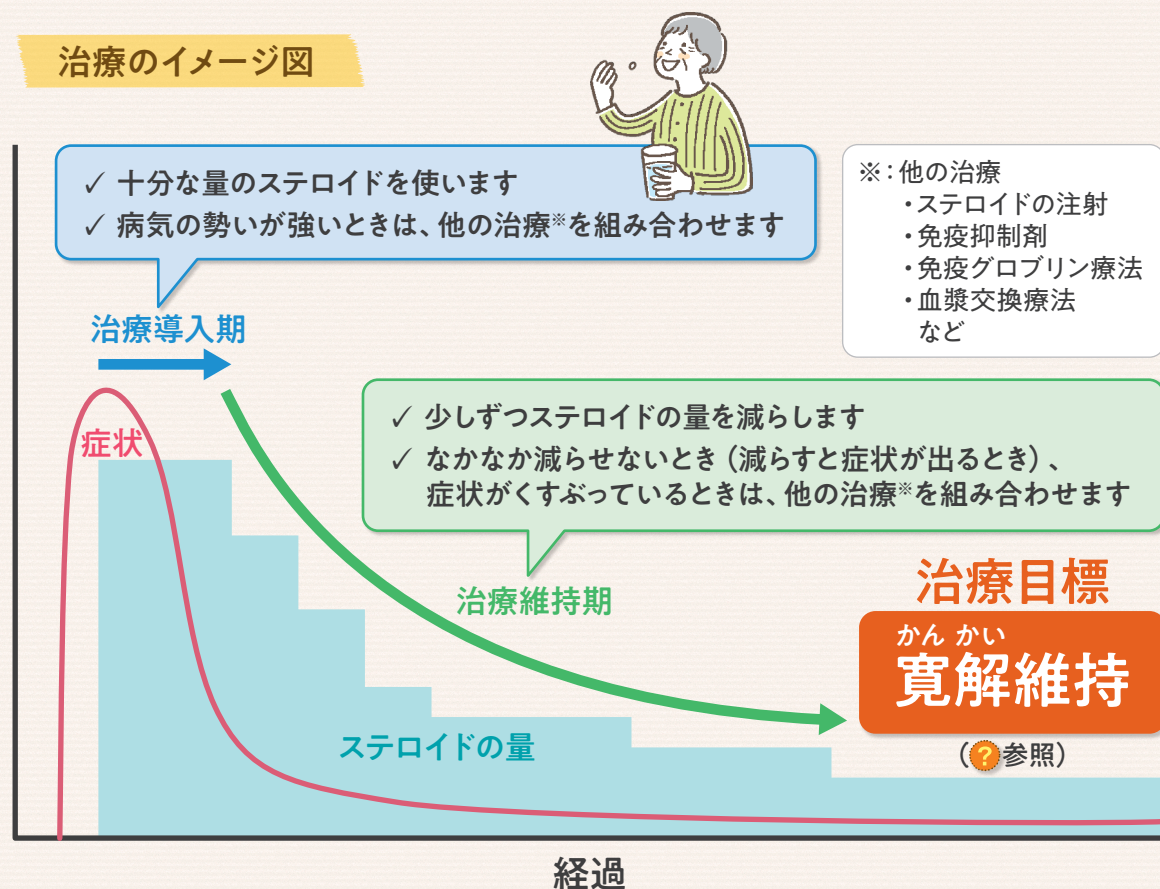 治療のイメージ図
✓ 十分な量のステロイドを使います
✓ 病気の勢いが強いときは、他の治療※を組み合わせます
※：他の治療
・ステロイドの注射
・免疫抑制剤
・免疫グロブリン療法
・血漿交換療法
など
治療導入期
症状
✓ 少しずつステロイドの量を減らします
✓ なかなか減らせないとき（減らすと症状が出るとき）、
症状がくすぶっているときは、他の治療※を組み合わせます
治療維持期
治療目標
かん かい
寛解維持
（?参照）
ステロイドの量
経過